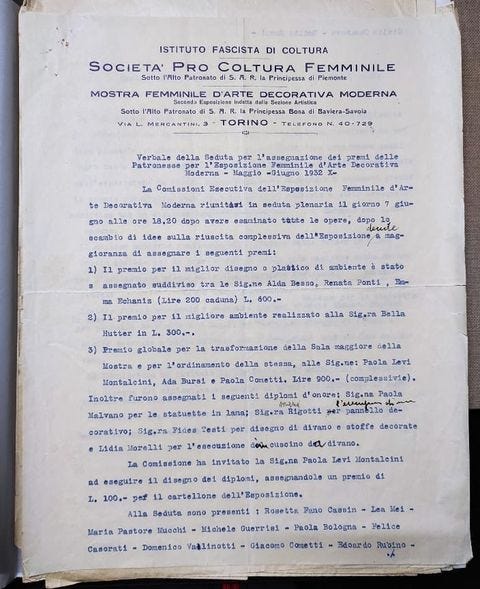 ISTITUTO FASCISTA DI COLTURA
SOCIETA' PRO COLTURA FEMMINILE
Sotto l'Alto Patronato di S. A. R. la Principessa di Piemonte
MOSTRA FEMMINILE D'ARTE DECORATIVA MODERNA
Seconda Esposizione indetta dalla Sezione Artistica
Sotto l'Alto Patronato di S. A. R. la Principessa Bona di Baviera-Savoia
VIA L. MERCANTINI, 3 - TORINO - TELEFONO N. 40-729
Verbale della Seduta per l'assegnazione dei premi delle
Patronesse per l'Esposizione Femminile d'Arte Decorativa
Moderna - Maggio -Giugno 1932 X-
La Comissioni Esecutiva dell'Esposizione Femminile d'Ar-
te Decorativa Moderna riunitasi in seduta plenaria il giorno 7 giu-
gno alle ore 18.20 dopo avere esaminato tutte le opere, dopo lo
scambio di idee sulla riuscita complessiva dell'Esposizione decide a mag-
gioranza di assegnare i seguenti premi:
1) Il premio per il miglior disegno o plastico di ambiente è stato
assegnato suddiviso tra le Sig.ne Alda Besso, Renata Ponti , Em-
ma Echaniz (Lire 200 caduna) L. 600.-
2) Il premio per il migliore ambiente realizzato alla Sig.ra Bella
Hutter in L. 300.-.
3) Premio globale per la trasformazione della Sala maggiore della
Mostra e per l'ordinamento della stessa, alle Sig.ne: Paola Levi
Montalcini, Ada Bursi e Paola Cometti. Lire 900.- (complessivie).
Inoltre furono assegnati i seguenti diplomi d'onore: Sig.na Paola
Malvano per le statuette in lana; Sig.ra Rigotti per l'esecuzione di un pannello de-
corativo; Sig.ra Fides Testi per disegno di divano e stoffe decorate
e Lidia Morelli per l'esecuzione cuscino divano.
La Comissione ha invitato la Sig.na Paola Levi Montalcini
ad eseguire il disegno dei diplomi, assegnandole un premio di
L. 100.- per il cartellone dell'Esposizione.
Alla Seduta sono presenti : Rosetta Fano Cassin - Lea Mei -
Maria Pastore Mucchi - Michele Guerrisi - Paola Bologna - Felice
Casorati - Domenico Valinotti - Giacomo Cometti - Edoardo Rubino -